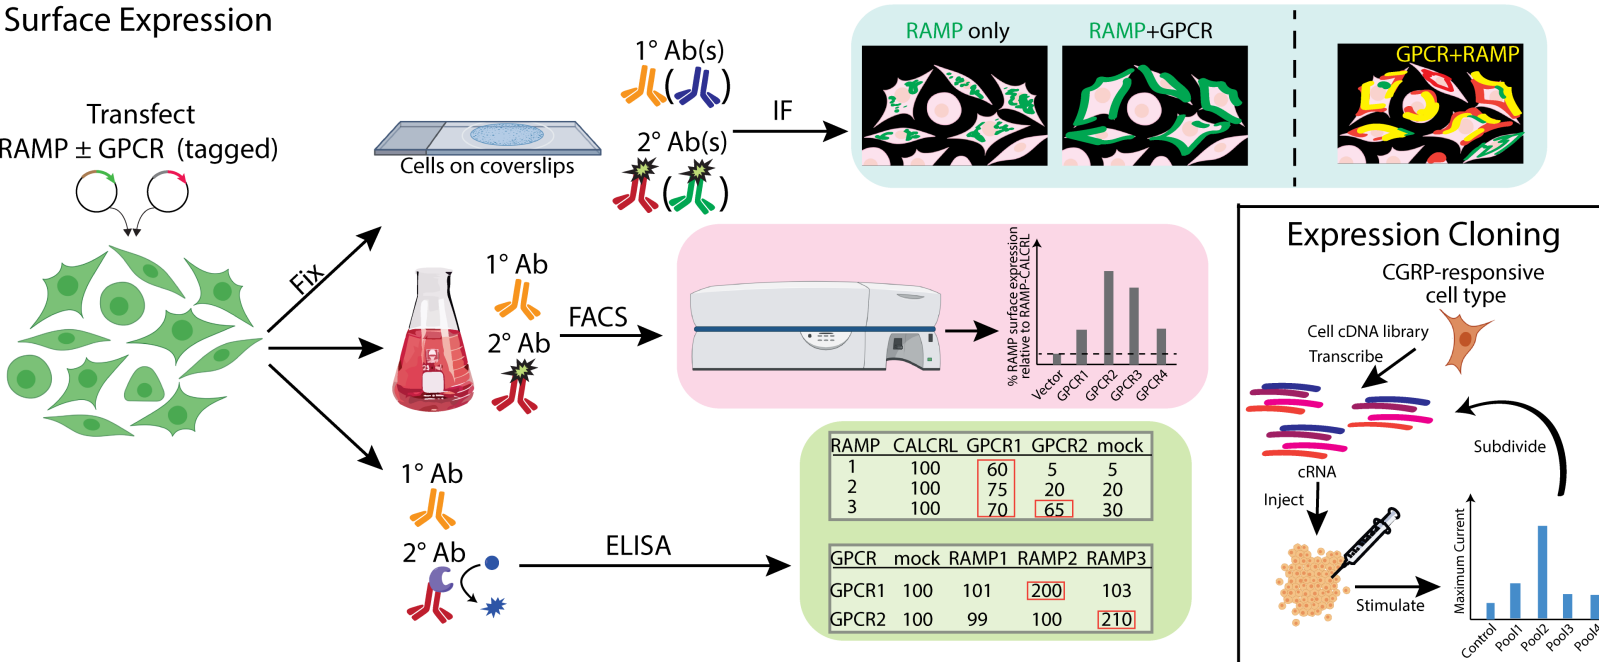 Surface Expression
Transfect
RAMP ± GPCR (tagged)
Fix
Cells on coverslips
1° Ab(s)
( )
2° Ab(s)
( )
IF
RAMP only
RAMP+GPCR
GPCR+RAMP
1° Ab
2° Ab
FACS
% RAMP surface expression
relative to RAMP-CALCRL
Vector
GPCR1
GPCR2
GPCR3
GPCR4
1° Ab
2° Ab
ELISA
RAMP CALCRL GPCR1 GPCR2 mock
1 100 60 5 5
2 100 75 20 20
3 100 70 65 30
GPCR mock RAMP1 RAMP2 RAMP3
GPCR1 100 101 200 103
GPCR2 100 99 100 210
Expression Cloning
CGRP-responsive
cell type
Cell cDNA library
Transcribe
cRNA
Subdivide
Inject
Stimulate
Maximum Current
Control
Pool1
Pool2
Pool3
Pool4